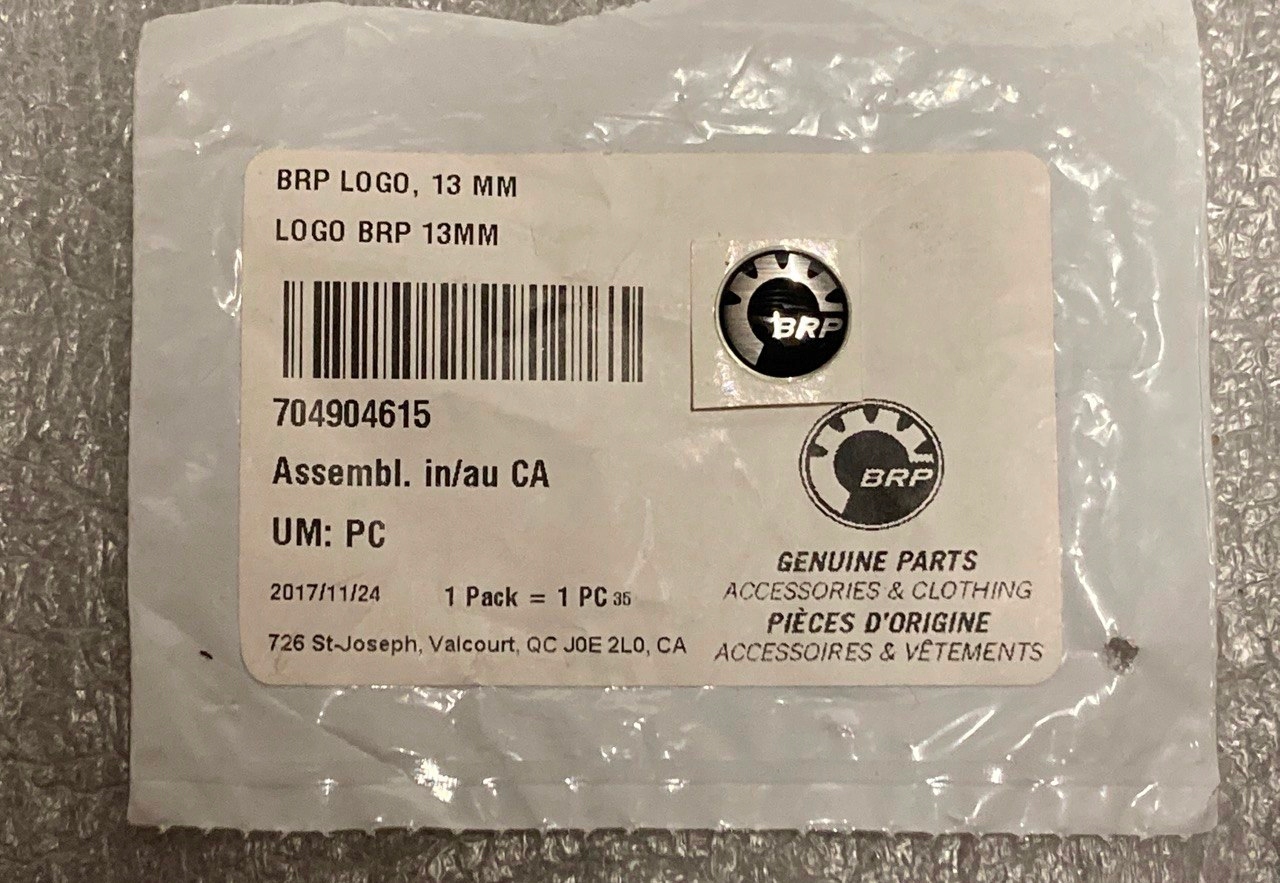 BRP LOGO, 13 MM
LOGO BRP 13MM
BRP
704904615
Assembl. in/au CA
BRP
UM: PC
GENUINE PARTS
ACCESSORIES & CLOTHING
2017/11/24 1 Pack = 1 PC 35
PIÈCES D'ORIGINE
726 St-Joseph, Valcourt, QC J0E 2L0, CA
ACCESSOIRES & VÊTEMENTS